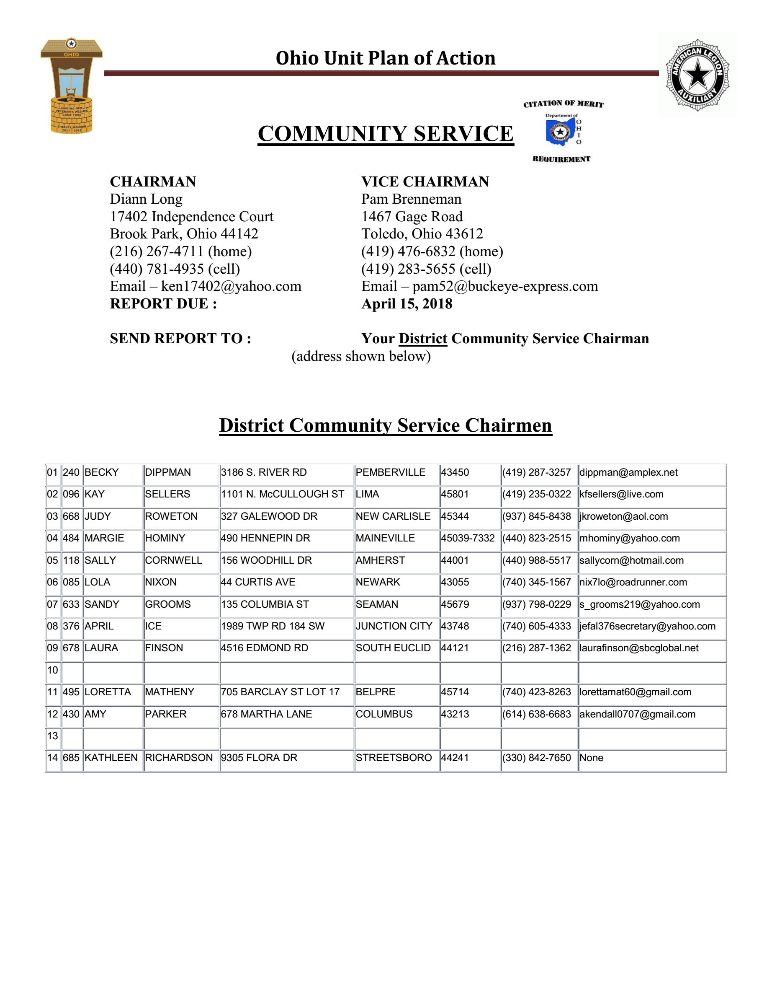 OHIO
MAKING OUR
VETERAN'S WISHES
COME TRUE
SHIRLEY MAURER
2017 - 2018
Ohio Unit Plan of Action
AMERICAN LEGION
AUXILIARY
CITATION OF MERIT
Department of
OHIO
REQUIREMENT
COMMUNITY SERVICE
CHAIRMAN
Diann Long
17402 Independence Court
Brook Park, Ohio 44142
(216) 267-4711 (home)
(440) 781-4935 (cell)
Email – ken17402@yahoo.com
VICE CHAIRMAN
Pam Brenneman
1467 Gage Road
Toledo, Ohio 43612
(419) 476-6832 (home)
(419) 283-5655 (cell)
Email – pam52@buckeye-express.com
REPORT DUE : April 15, 2018
SEND REPORT TO : Your District Community Service Chairman
(address shown below)
District Community Service Chairmen
01 240 BECKY DIPPMAN 3186 S. RIVER RD PEMBERVILLE 43450 (419) 287-3257 dippman@amplex.net
02 096 KAY SELLERS 1101 N. McCULLOUGH ST LIMA 45801 (419) 235-0322 kfsellers@live.com
03 668 JUDY ROWETON 327 GALEWOOD DR NEW CARLISLE 45344 (937) 845-8438 jkroweton@aol.com
04 484 MARGIE HOMINY 490 HENNEPIN DR MAINEVILLE 45039-7332 (440) 823-2515 mhominy@yahoo.com
05 118 SALLY CORNWELL 156 WOODHILL DR AMHERST 44001 (440) 988-5517 sallycorn@hotmail.com
06 085 LOLA NIXON 44 CURTIS AVE NEWARK 43055 (740) 345-1567 nix7lo@roadrunner.com
07 633 SANDY GROOMS 135 COLUMBIA ST SEAMAN 45679 (937) 798-0229 s_grooms219@yahoo.com
08 376 APRIL ICE 1989 TWP RD 184 SW JUNCTION CITY 43748 (740) 605-4333 jefal376secretary@yahoo.com
09 678 LAURA FINSON 4516 EDMOND RD SOUTH EUCLID 44121 (216) 287-1362 laurafinson@sbcglobal.net
10
11 495 LORETTA MATHENY 705 BARCLAY ST LOT 17 BELPRE 45714 (740) 423-8263 lorettamat60@gmail.com
12 430 AMY PARKER 678 MARTHA LANE COLUMBUS 43213 (614) 638-6683 akendall0707@gmail.com
13
14 685 KATHLEEN RICHARDSON 9305 FLORA DR STREETSBORO 44241 (330) 842-7650 None